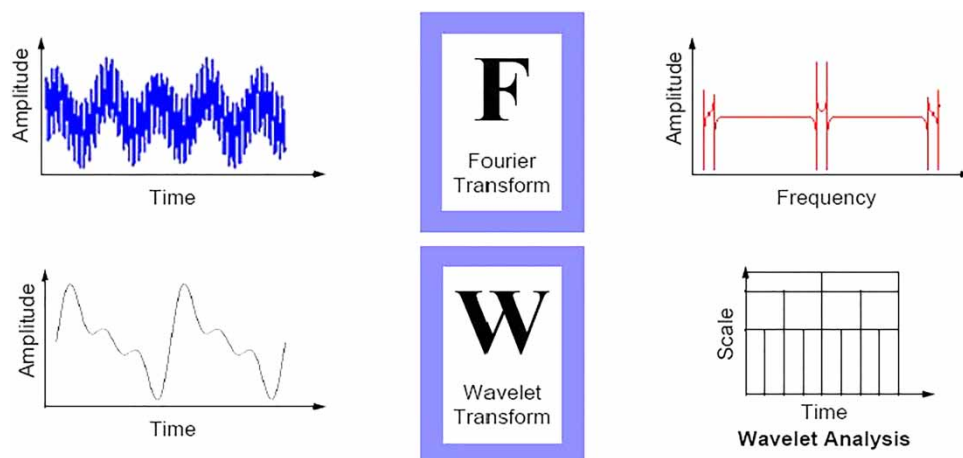 Amplitude
Time
F
Fourier
Transform
Amplitude
Frequency
Amplitude
Time
W
Wavelet
Transform
Scale
Time
Wavelet Analysis